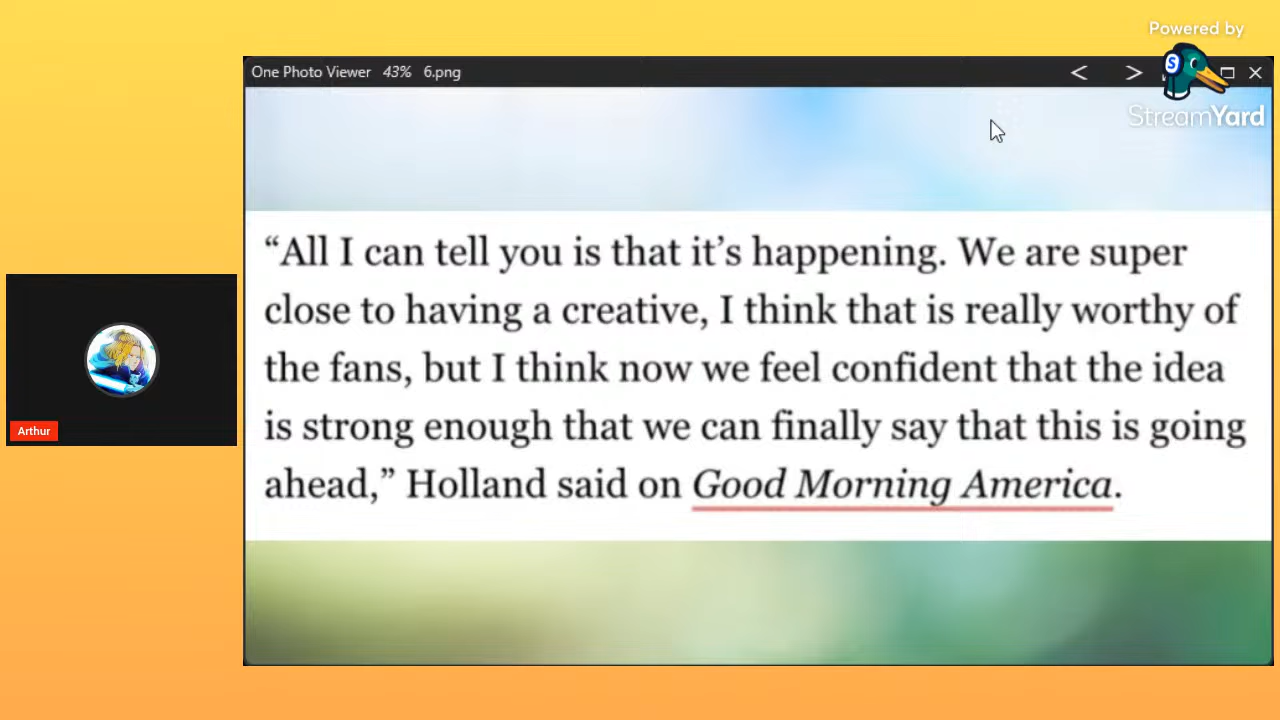 Powered by
One Photo Viewer 43% 6.png
S
StreamYard
“All I can tell you is that it’s happening. We are super
close to having a creative, I think that is really worthy of
the fans, but I think now we feel confident that the idea
is strong enough that we can finally say that this is going
ahead,” Holland said on Good Morning America.
Arthur